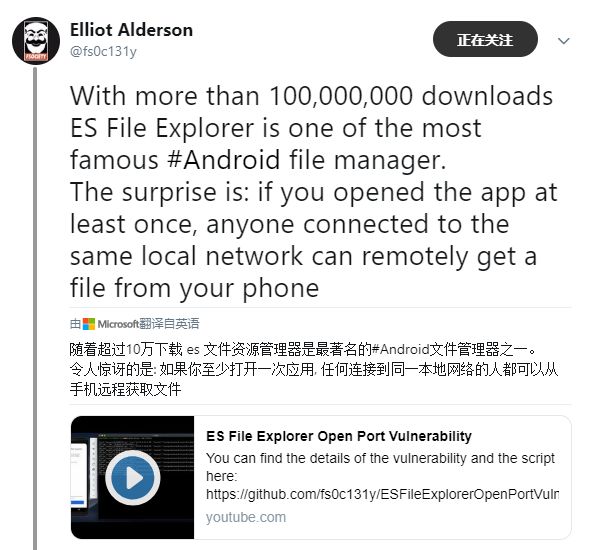 Elliot Alderson
@fs0c131y
正在关注
With more than 100,000,000 downloads
ES File Explorer is one of the most
famous #Android file manager.
The surprise is: if you opened the app at
least once, anyone connected to the
same local network can remotely get a
file from your phone
由 Microsoft 翻译自英语
随着超过10万下载 es 文件资源管理器是最著名的#Android文件管理器之一。
令人惊讶的是: 如果你至少打开一次应用, 任何连接到同一本地网络的人都可以从
手机远程获取文件
ES File Explorer Open Port Vulnerability
You can find the details of the vulnerability and the script
here:
https://github.com/fs0c131y/ESFileExplorerOpenPortVuln
youtube.com